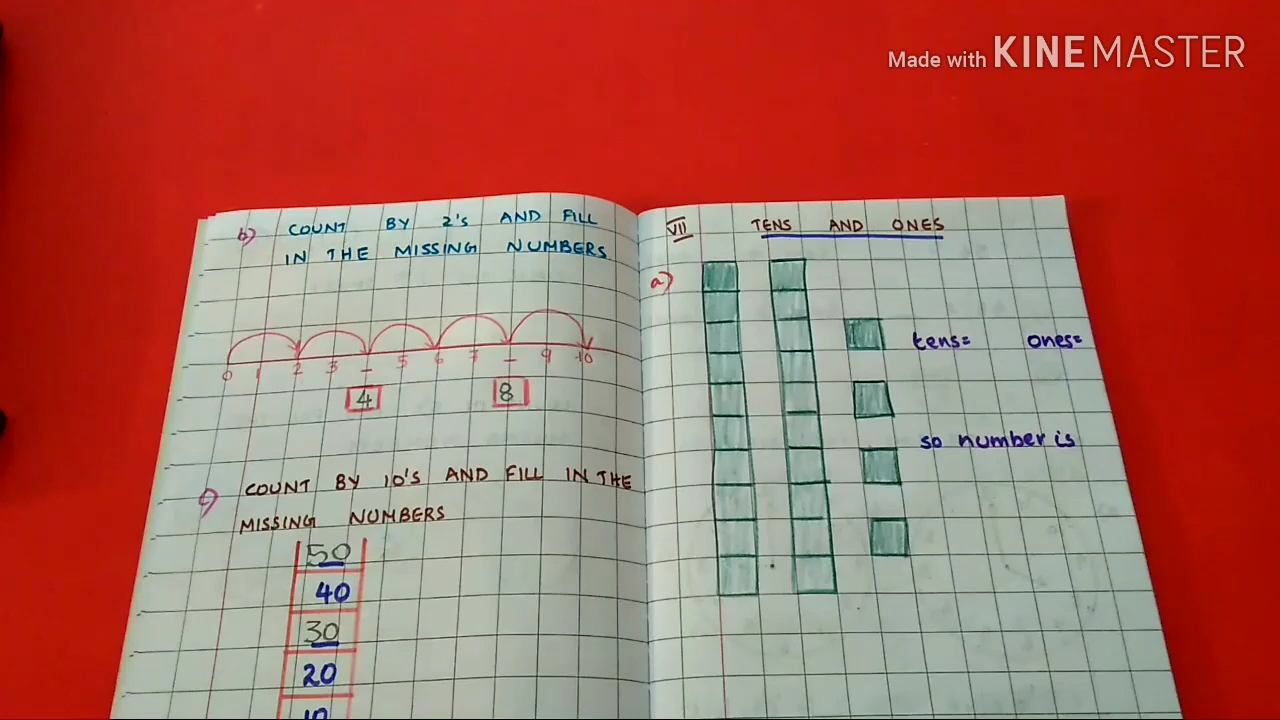 Made with KINEMASTER
b) COUNT BY 2's AND FILL
IN THE MISSING NUMBERS
0 1 2 3 _ 5 6 7 _ 9 10
4 8
c) COUNT BY 10's AND FILL IN THE
MISSING NUMBERS
50
40
30
20
10
VII TENS AND ONES
a)
tens= ones=
so number is